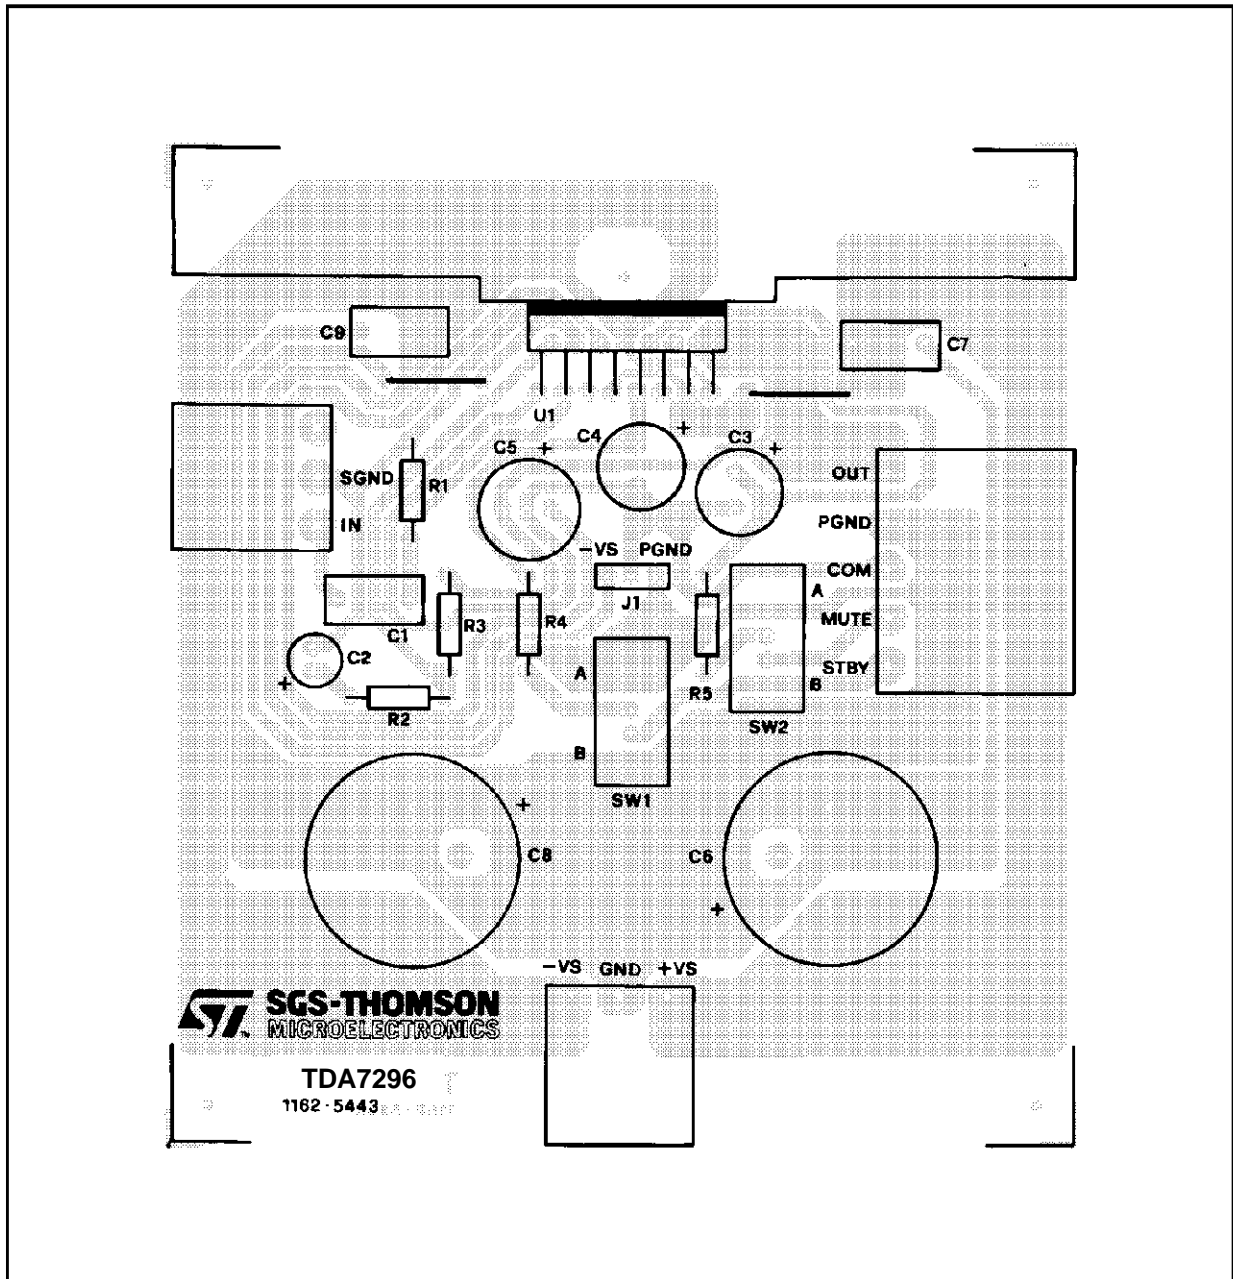 C9
C7
U1
C4
+
C3
+
C5
+
OUT
SGND
R1
PGND
IN
-VS PGND
COM
A
J1
C1
R3
R4
MUTE
C2
+
A
STBY
B
R5
R2
SW2
B
SW1
+
C8
C6
+
-VS GND +VS
ST™
SGS-THOMSON
MICROELECTRONICS
TDA7296
1162-5443